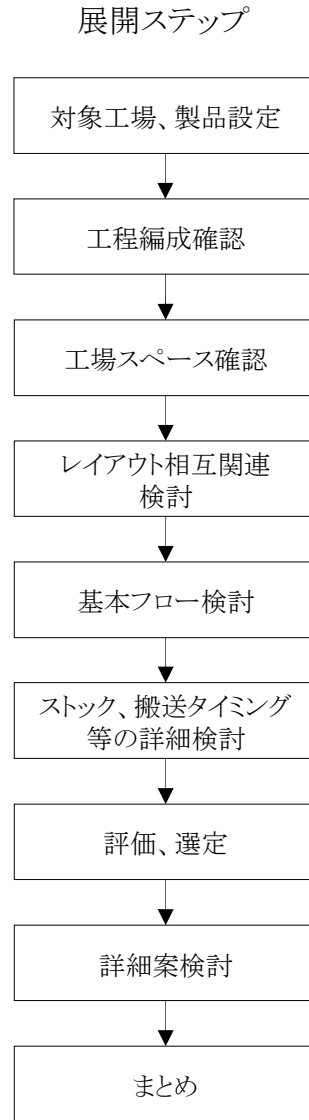 展開ステップ
対象工場、製品設定
工程編成確認
工場スペース確認
レイアウト相互関連
検討
基本フロー検討
ストック、搬送タイミング
等の詳細検討
評価、選定
詳細案検討
まとめ